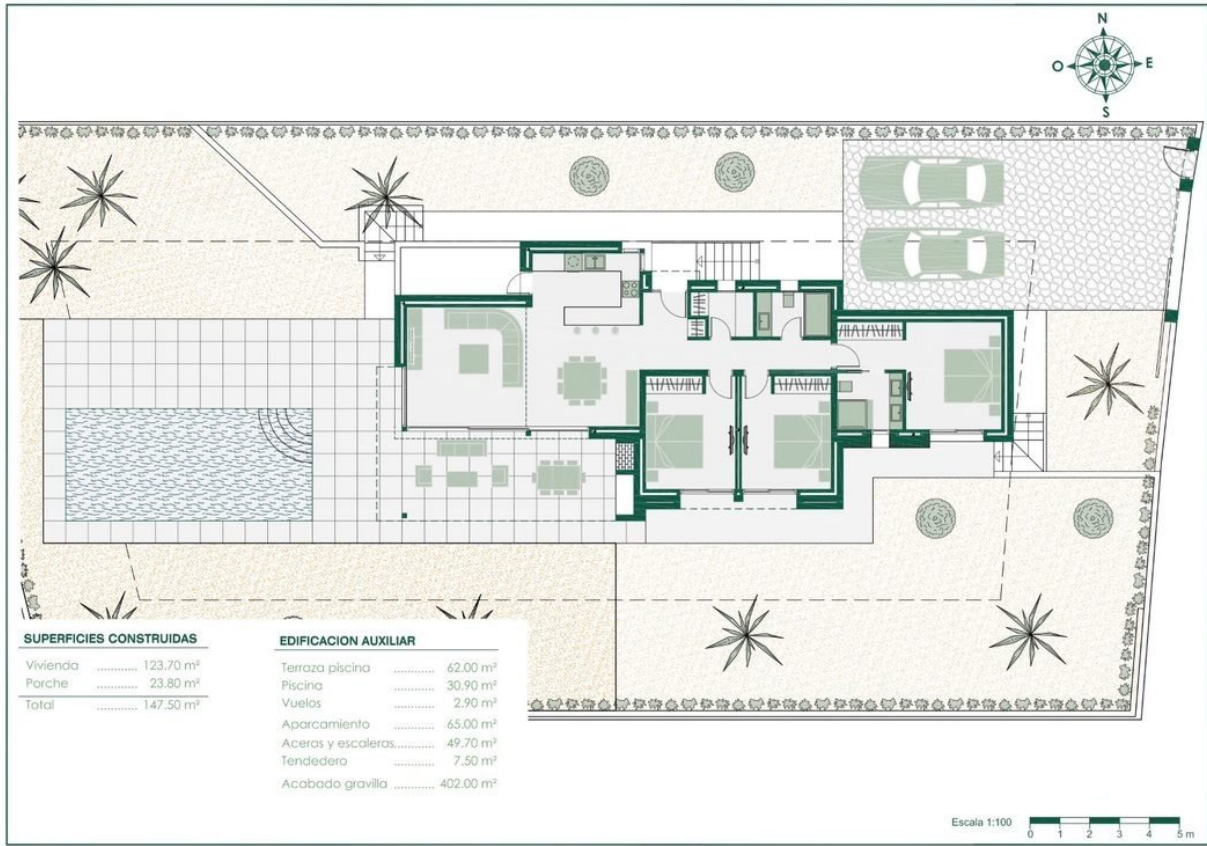 N
O E
S
SUPERFICIES CONSTRUIDAS
Vivienda ............ 123.70 m²
Porche ............ 23.80 m²
Total ............ 147.50 m²
EDIFICACION AUXILIAR
Terraza piscina ............ 62.00 m²
Piscina ............ 30.90 m²
Vuelos ............ 2.90 m²
Aparcamiento ............ 65.00 m²
Aceras y escaleras............ 49.70 m²
Tendedero ............ 7.50 m²
Acabado gravilla ............ 402.00 m²
Escala 1:100
0 1 2 3 4 5 m